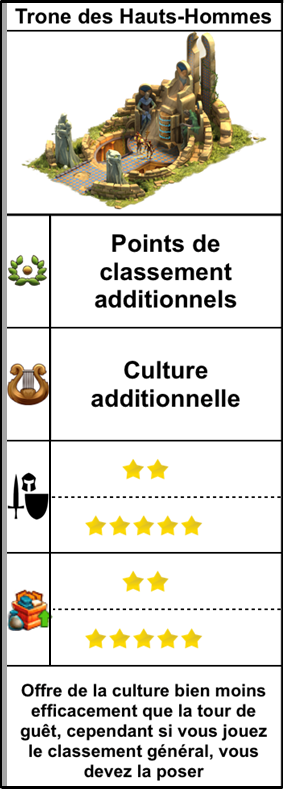 Trone des Hauts-Hommes
Points de
classement
additionnels
Culture
additionnelle
Offre de la culture bien moins
efficacement que la tour de
guêt, cependant si vous jouez
le classement général, vous
devez la poser